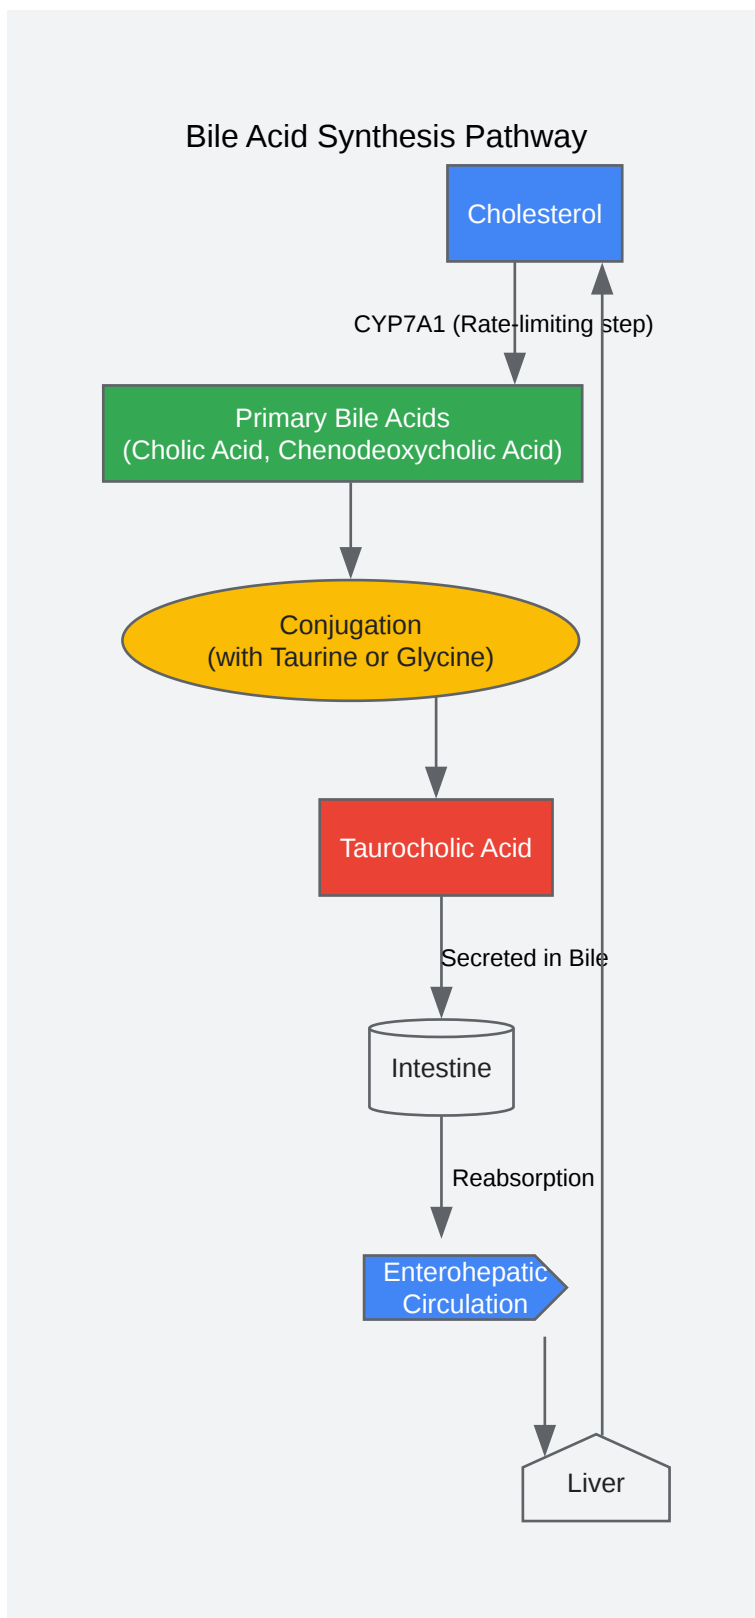 Bile Acid Synthesis Pathway
Cholesterol
CYP7A1 (Rate-limiting step)
Primary Bile Acids
(Cholic Acid, Chenodeoxycholic Acid)
Conjugation
(with Taurine or Glycine)
Taurocholic Acid
Secreted in Bile
Intestine
Reabsorption
Enterohepatic
Circulation
Liver